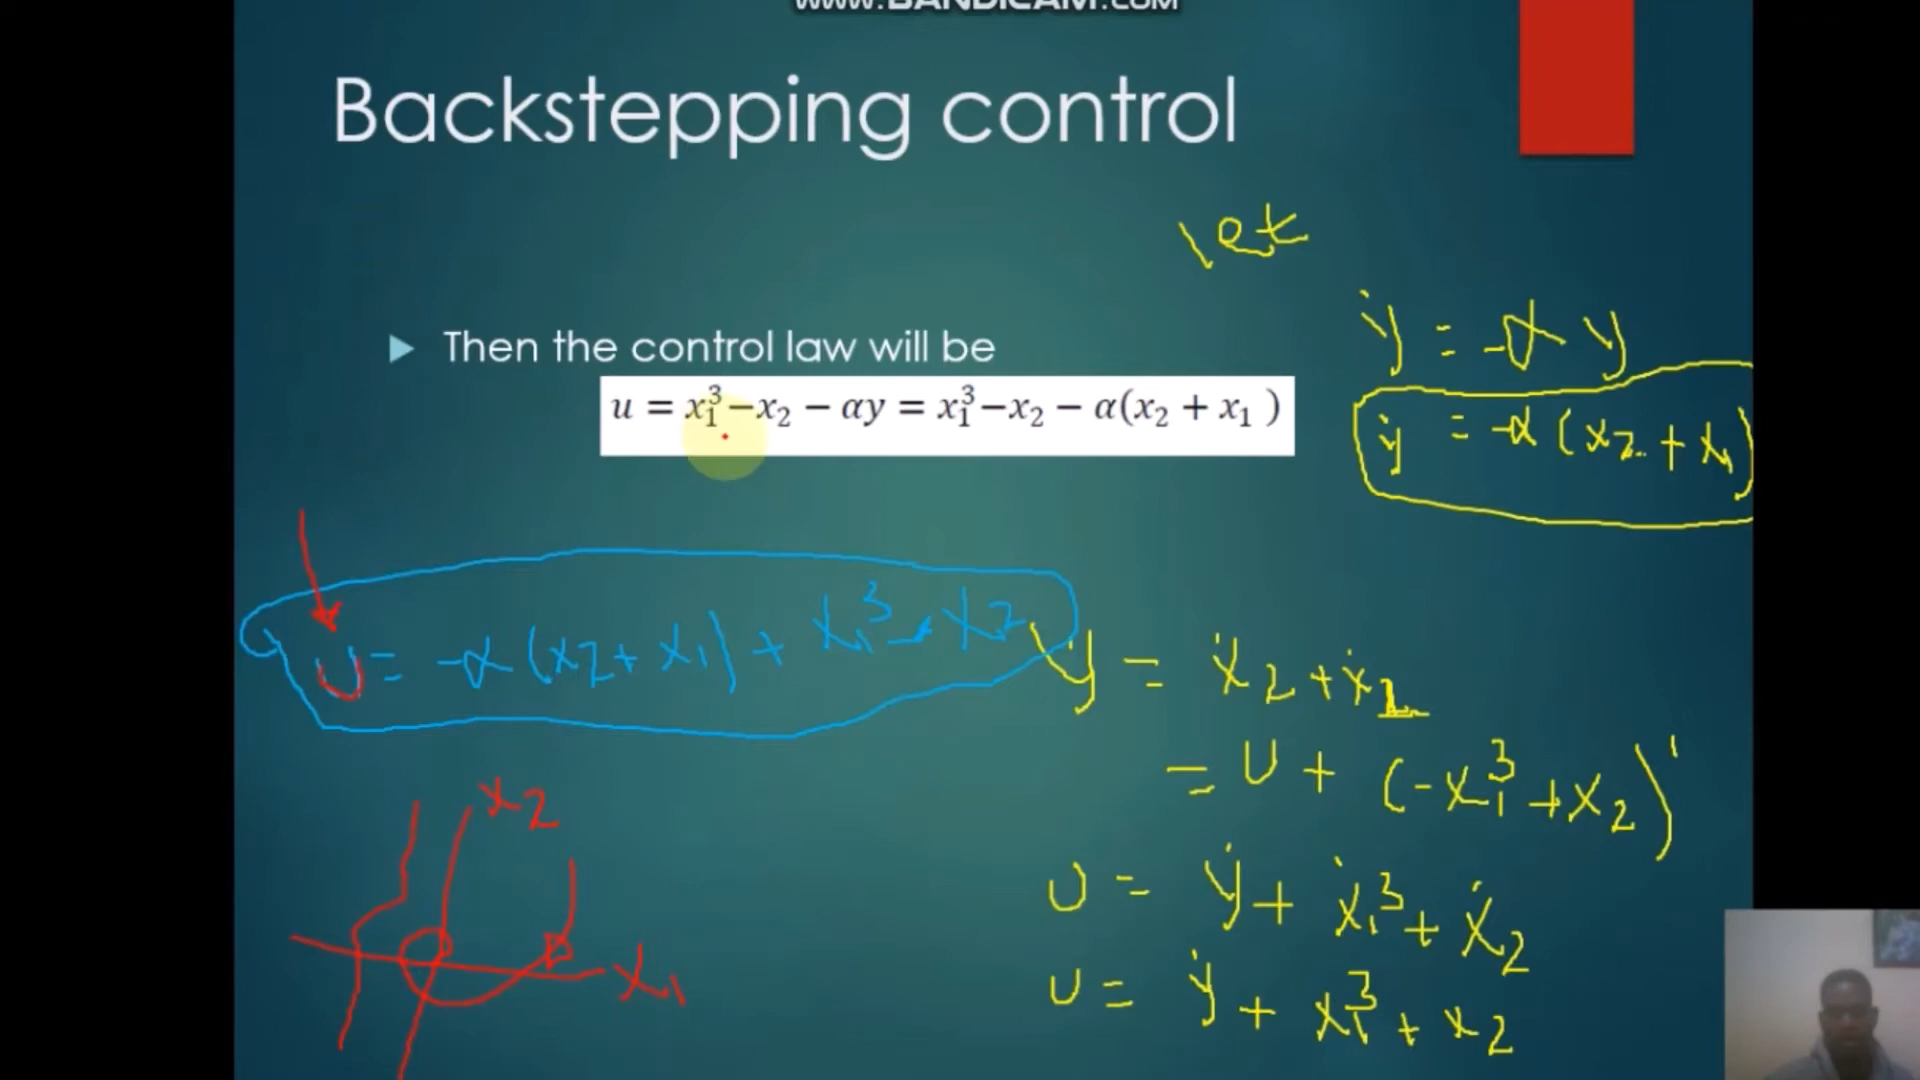 WWW.BANDICAM.COM
Backstepping control
let
ẏ = -α y
▶ Then the control law will be
u = x₁³−x₂ − αy = x₁³−x₂ − α(x₂ + x₁ )
ẏ = -α (x₂ + x₁)
U = -α (x₂ + x₁) + x₁³ - x₂
ẏ = ẋ₂ + ẋ₁
= U + (-x₁³ + x₂)
x₂
U = ẏ + ẋ₁³ + ẋ₂
x₁
U = ẏ + x₁³ + x₂